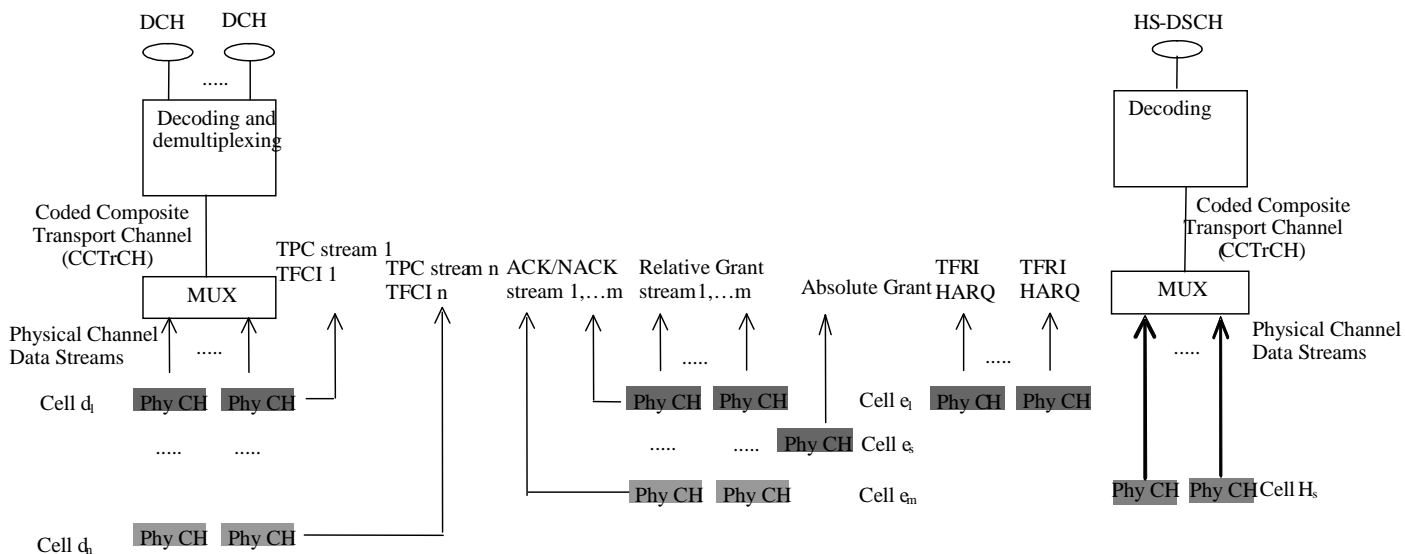 DCH DCH HS-DSCH
.....
Decoding and
demultiplexing
Decoding
Coded Composite
Transport Channel
(CCTrCH)
Coded Composite
Transport Channel
(CCTrCH)
TPC stream 1
TFCI 1
TPC stream n
TFCI n
ACK/NACK
stream 1,…m
Relative Grant
stream1,…m
Absolute Grant
TFRI
HARQ
TFRI
HARQ
MUX
MUX
Physical Channel
Data Streams
.....
.....
.....
.....
Physical Channel
Data Streams
Cell d1 Phy CH Phy CH
Phy CH Phy CH Cell e1
Phy CH Phy CH
..... .....
..... ..... Phy CH Cell es
Phy CH Phy CH Cell em
Phy CH Phy CH Cell Hs
Cell dn Phy CH Phy CH